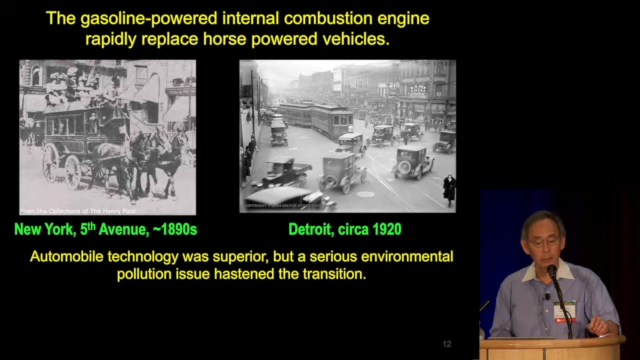 The gasoline-powered internal combustion engine
rapidly replace horse powered vehicles.
From the Collections of The Henry Ford
New York, 5th Avenue, ~1890s
Detroit, circa 1920
Automobile technology was superior, but a serious environmental
pollution issue hastened the transition.
12